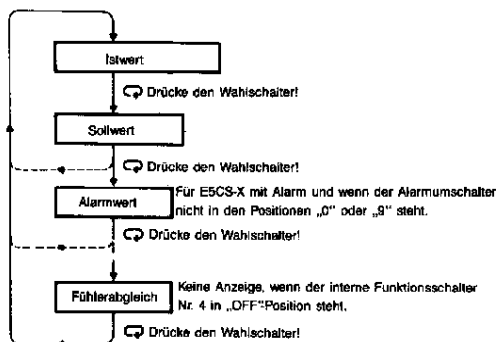 Istwert
Drücke den Wahlschalter!
Sollwert
Drücke den Wahlschalter!
Alarmwert
Für E5CS-X mit Alarm und wenn der Alarmumschalter
nicht in den Positionen „0" oder „9" steht.
Drücke den Wahlschalter!
Fühlerabgleich
Keine Anzeige, wenn der interne Funktionsschalter
Nr. 4 in „OFF"-Position steht.
Drücke den Wahlschalter!